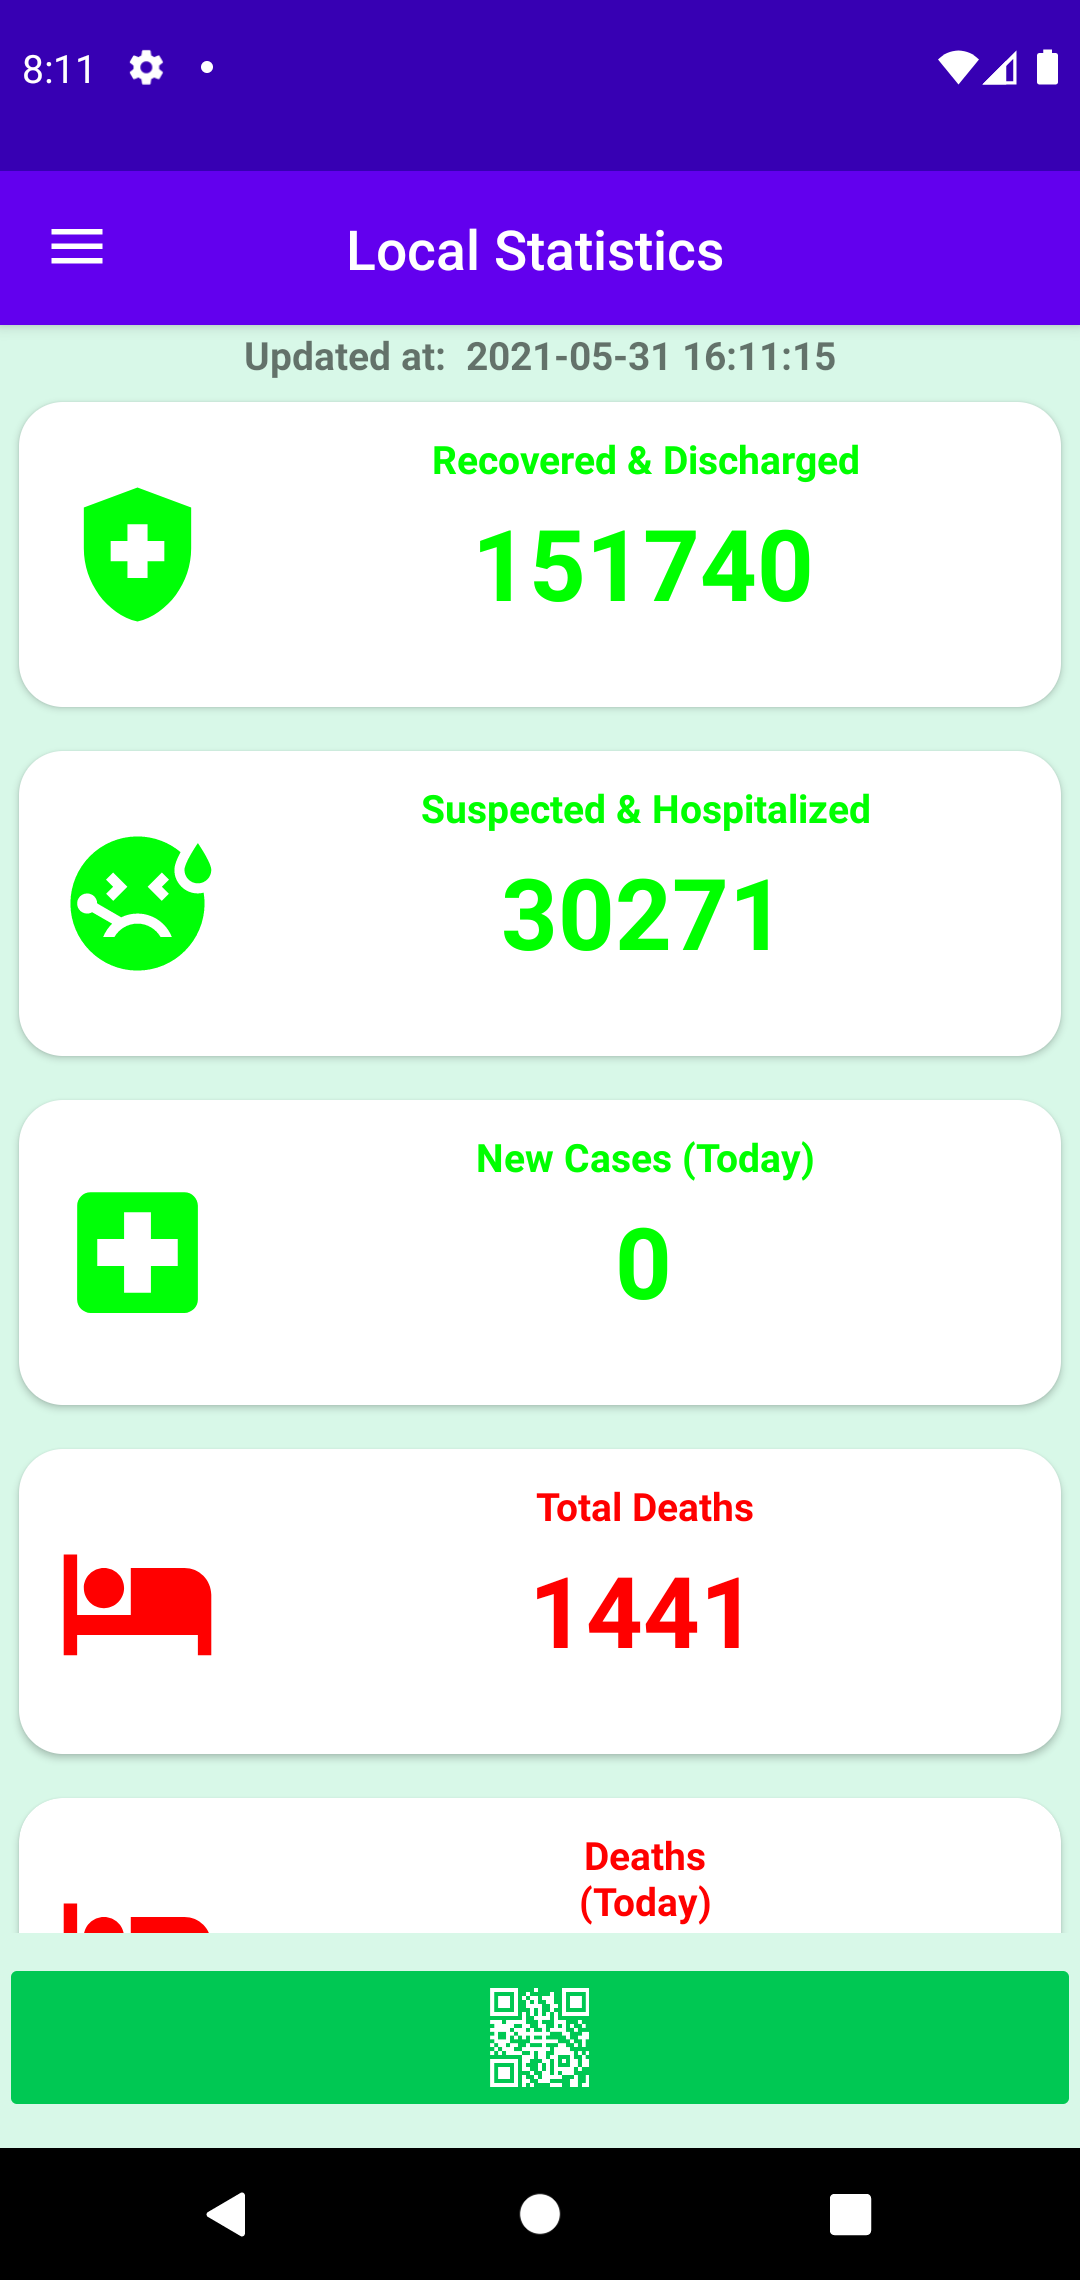 8:11
Local Statistics
Updated at:  2021-05-31 16:11:15
Recovered & Discharged
151740
Suspected & Hospitalized
30271
New Cases (Today)
0
Total Deaths
1441
Deaths
(Today)